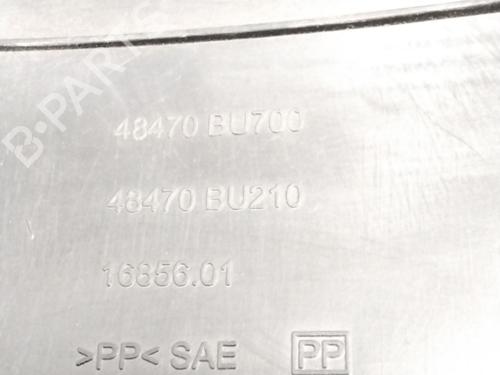 B-PARTS
48470 BU700
48470 BU210
16856.01
>PP< SAE PP